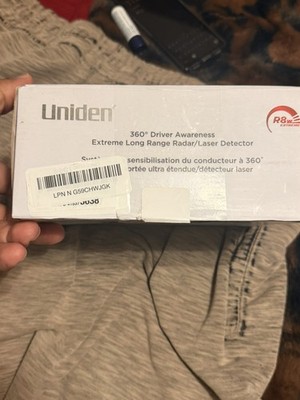 Uniden
R8
360° Driver Awareness
Extreme Long Range Radar/Laser Detector
sensibilisation du conducteur à 360°
portée ultra étendue/détecteur laser
LPN N G59CHWJGK